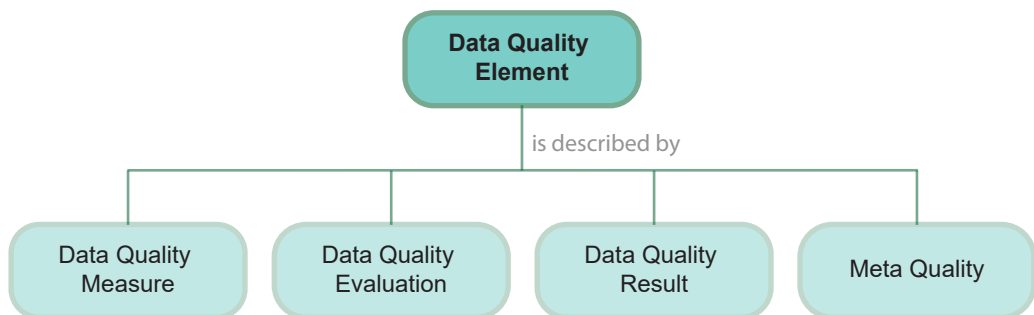 Data Quality
Element
is described by
Data Quality
Measure
Data Quality
Evaluation
Data Quality
Result
Meta Quality